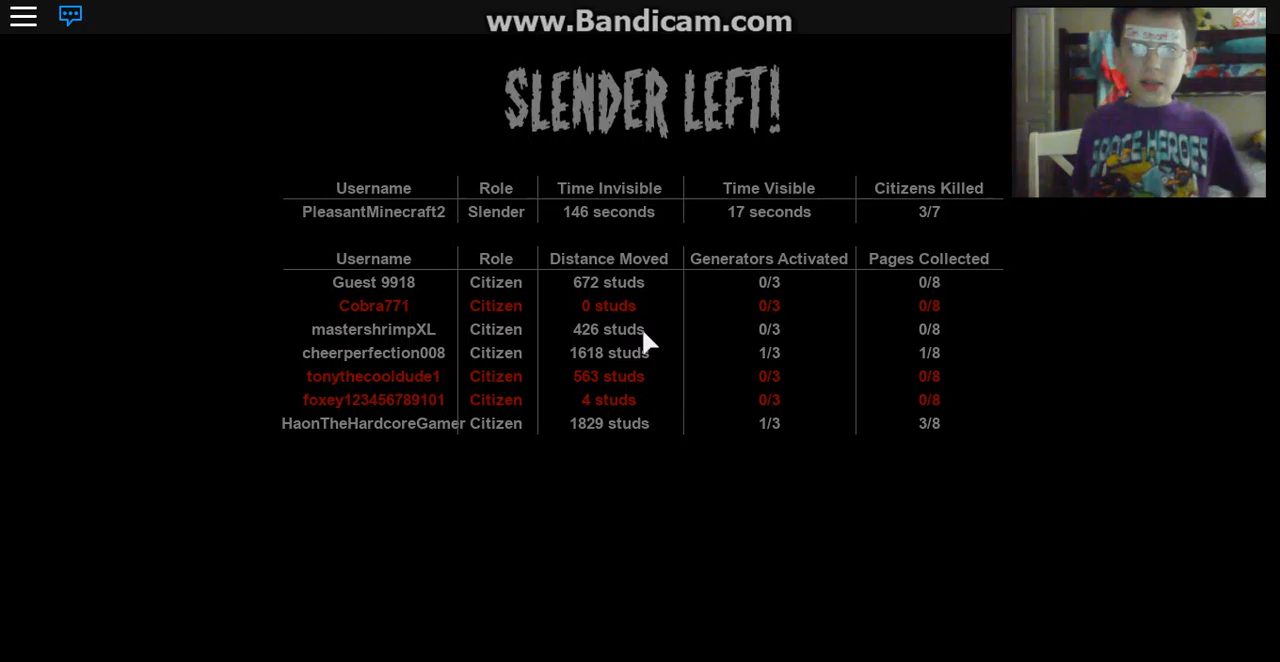 www.Bandicam.com
SLENDER LEFT!
Username Role Time Invisible Time Visible Citizens Killed
PleasantMinecraft2 Slender 146 seconds 17 seconds 3/7
Username Role Distance Moved Generators Activated Pages Collected
Guest 9918 Citizen 672 studs 0/3 0/8
Cobra771 Citizen 0 studs 0/3 0/8
mastershrimpXL Citizen 426 studs 0/3 0/8
cheerperfection008 Citizen 1618 studs 1/3 1/8
tonythecooldude1 Citizen 563 studs 0/3 0/8
foxey123456789101 Citizen 4 studs 0/3 0/8
HaonTheHardcoreGamer Citizen 1829 studs 1/3 3/8
HEROES